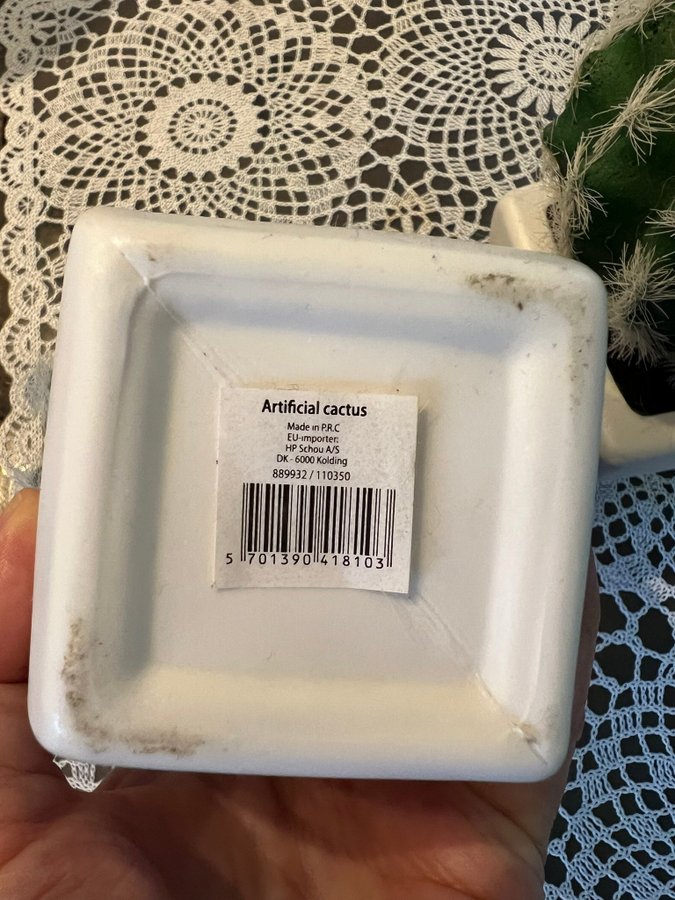 Artificial cactus
Made in P.R.C
EU-importer:
HP Schou A/S
DK - 6000 Kolding
889932 / 110350
5 701390 418103